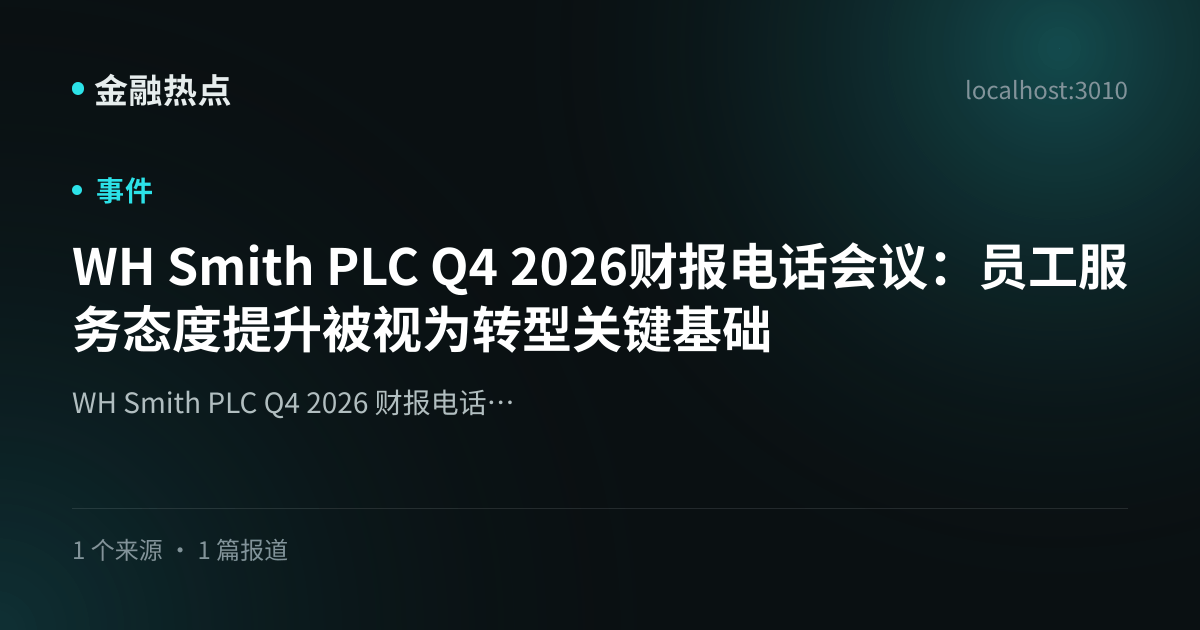 金融热点
localhost:3010
事件
WH Smith PLC Q4 2026财报电话会议：员工服
务态度提升被视为转型关键基础
WH Smith PLC Q4 2026 财报电话…
1 个来源 · 1 篇报道